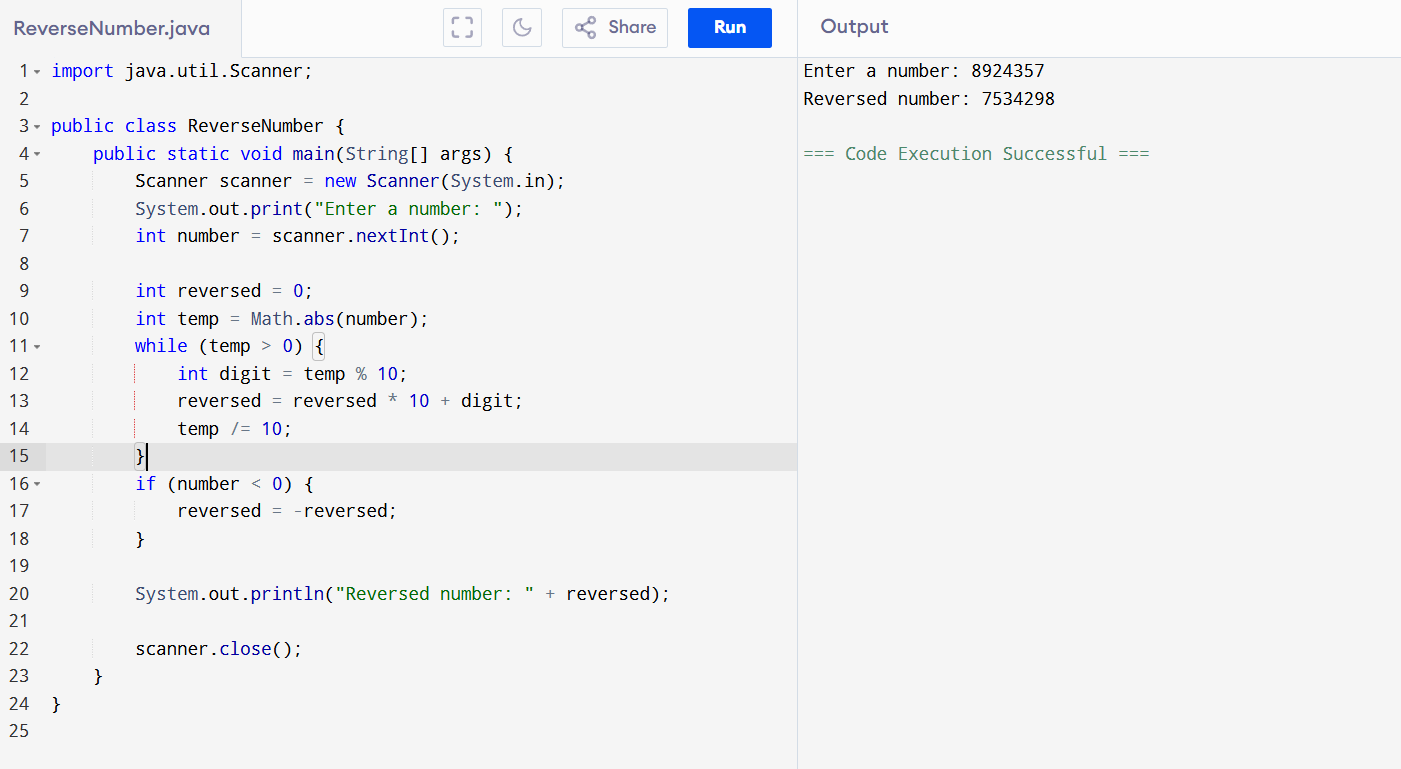 ReverseNumber.java
Share
Run
Output
1 import java.util.Scanner;
2
3 public class ReverseNumber {
4     public static void main(String[] args) {
5         Scanner scanner = new Scanner(System.in);
6         System.out.print("Enter a number: ");
7         int number = scanner.nextInt();
8
9         int reversed = 0;
10         int temp = Math.abs(number);
11         while (temp > 0) {
12             int digit = temp % 10;
13             reversed = reversed * 10 + digit;
14             temp /= 10;
15         }
16         if (number < 0) {
17             reversed = -reversed;
18         }
19
20         System.out.println("Reversed number: " + reversed);
21
22         scanner.close();
23     }
24 }
25
Enter a number: 8924357
Reversed number: 7534298
=== Code Execution Successful ===